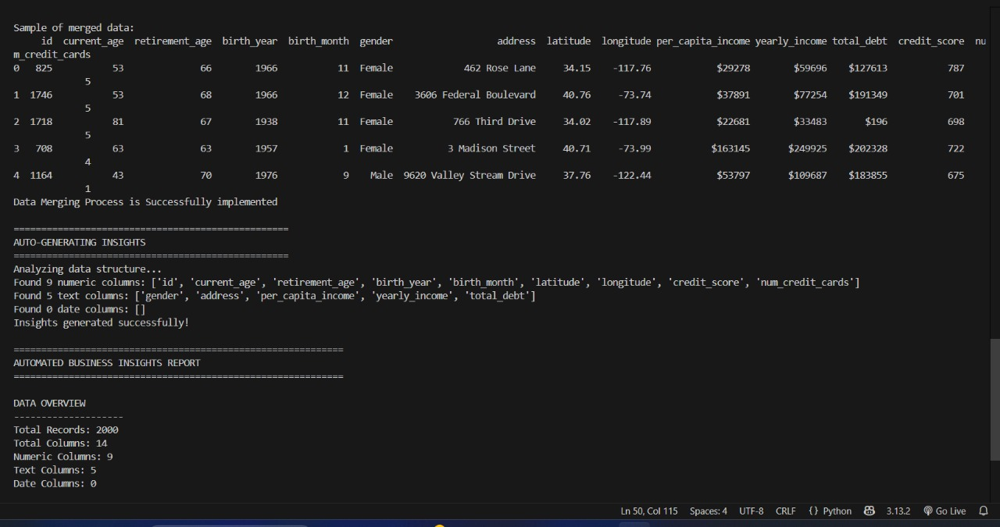 Sample of merged data:
id current_age retirement_age birth_year birth_month gender address latitude longitude per_capita_income yearly_income total_debt credit_score nu
m_credit_cards
0 825 53 66 1966 11 Female 462 Rose Lane 34.15 -117.76 $29278 $59696 $127613 787
5
1 1746 53 68 1966 12 Female 3606 Federal Boulevard 40.76 -73.74 $37891 $77254 $191349 701
5
2 1718 81 67 1938 11 Female 766 Third Drive 34.02 -117.89 $22681 $33483 $196 698
5
3 708 63 63 1957 1 Female 3 Madison Street 40.71 -73.99 $163145 $249925 $202328 722
4
4 1164 43 70 1976 9 Male 9620 Valley Stream Drive 37.76 -122.44 $53797 $109687 $183855 675
1
Data Merging Process is Successfully implemented
==================================================
AUTO-GENERATING INSIGHTS
==================================================
Analyzing data structure...
Found 9 numeric columns: ['id', 'current_age', 'retirement_age', 'birth_year', 'birth_month', 'latitude', 'longitude', 'credit_score', 'num_credit_cards']
Found 5 text columns: ['gender', 'address', 'per_capita_income', 'yearly_income', 'total_debt']
Found 0 date columns: []
Insights generated successfully!
============================================================
AUTOMATED BUSINESS INSIGHTS REPORT
============================================================
DATA OVERVIEW
--------------------
Total Records: 2000
Total Columns: 14
Numeric Columns: 9
Text Columns: 5
Date Columns: 0
Ln 50, Col 115 Spaces: 4 UTF-8 CRLF {} Python 3.13.2 Go Live